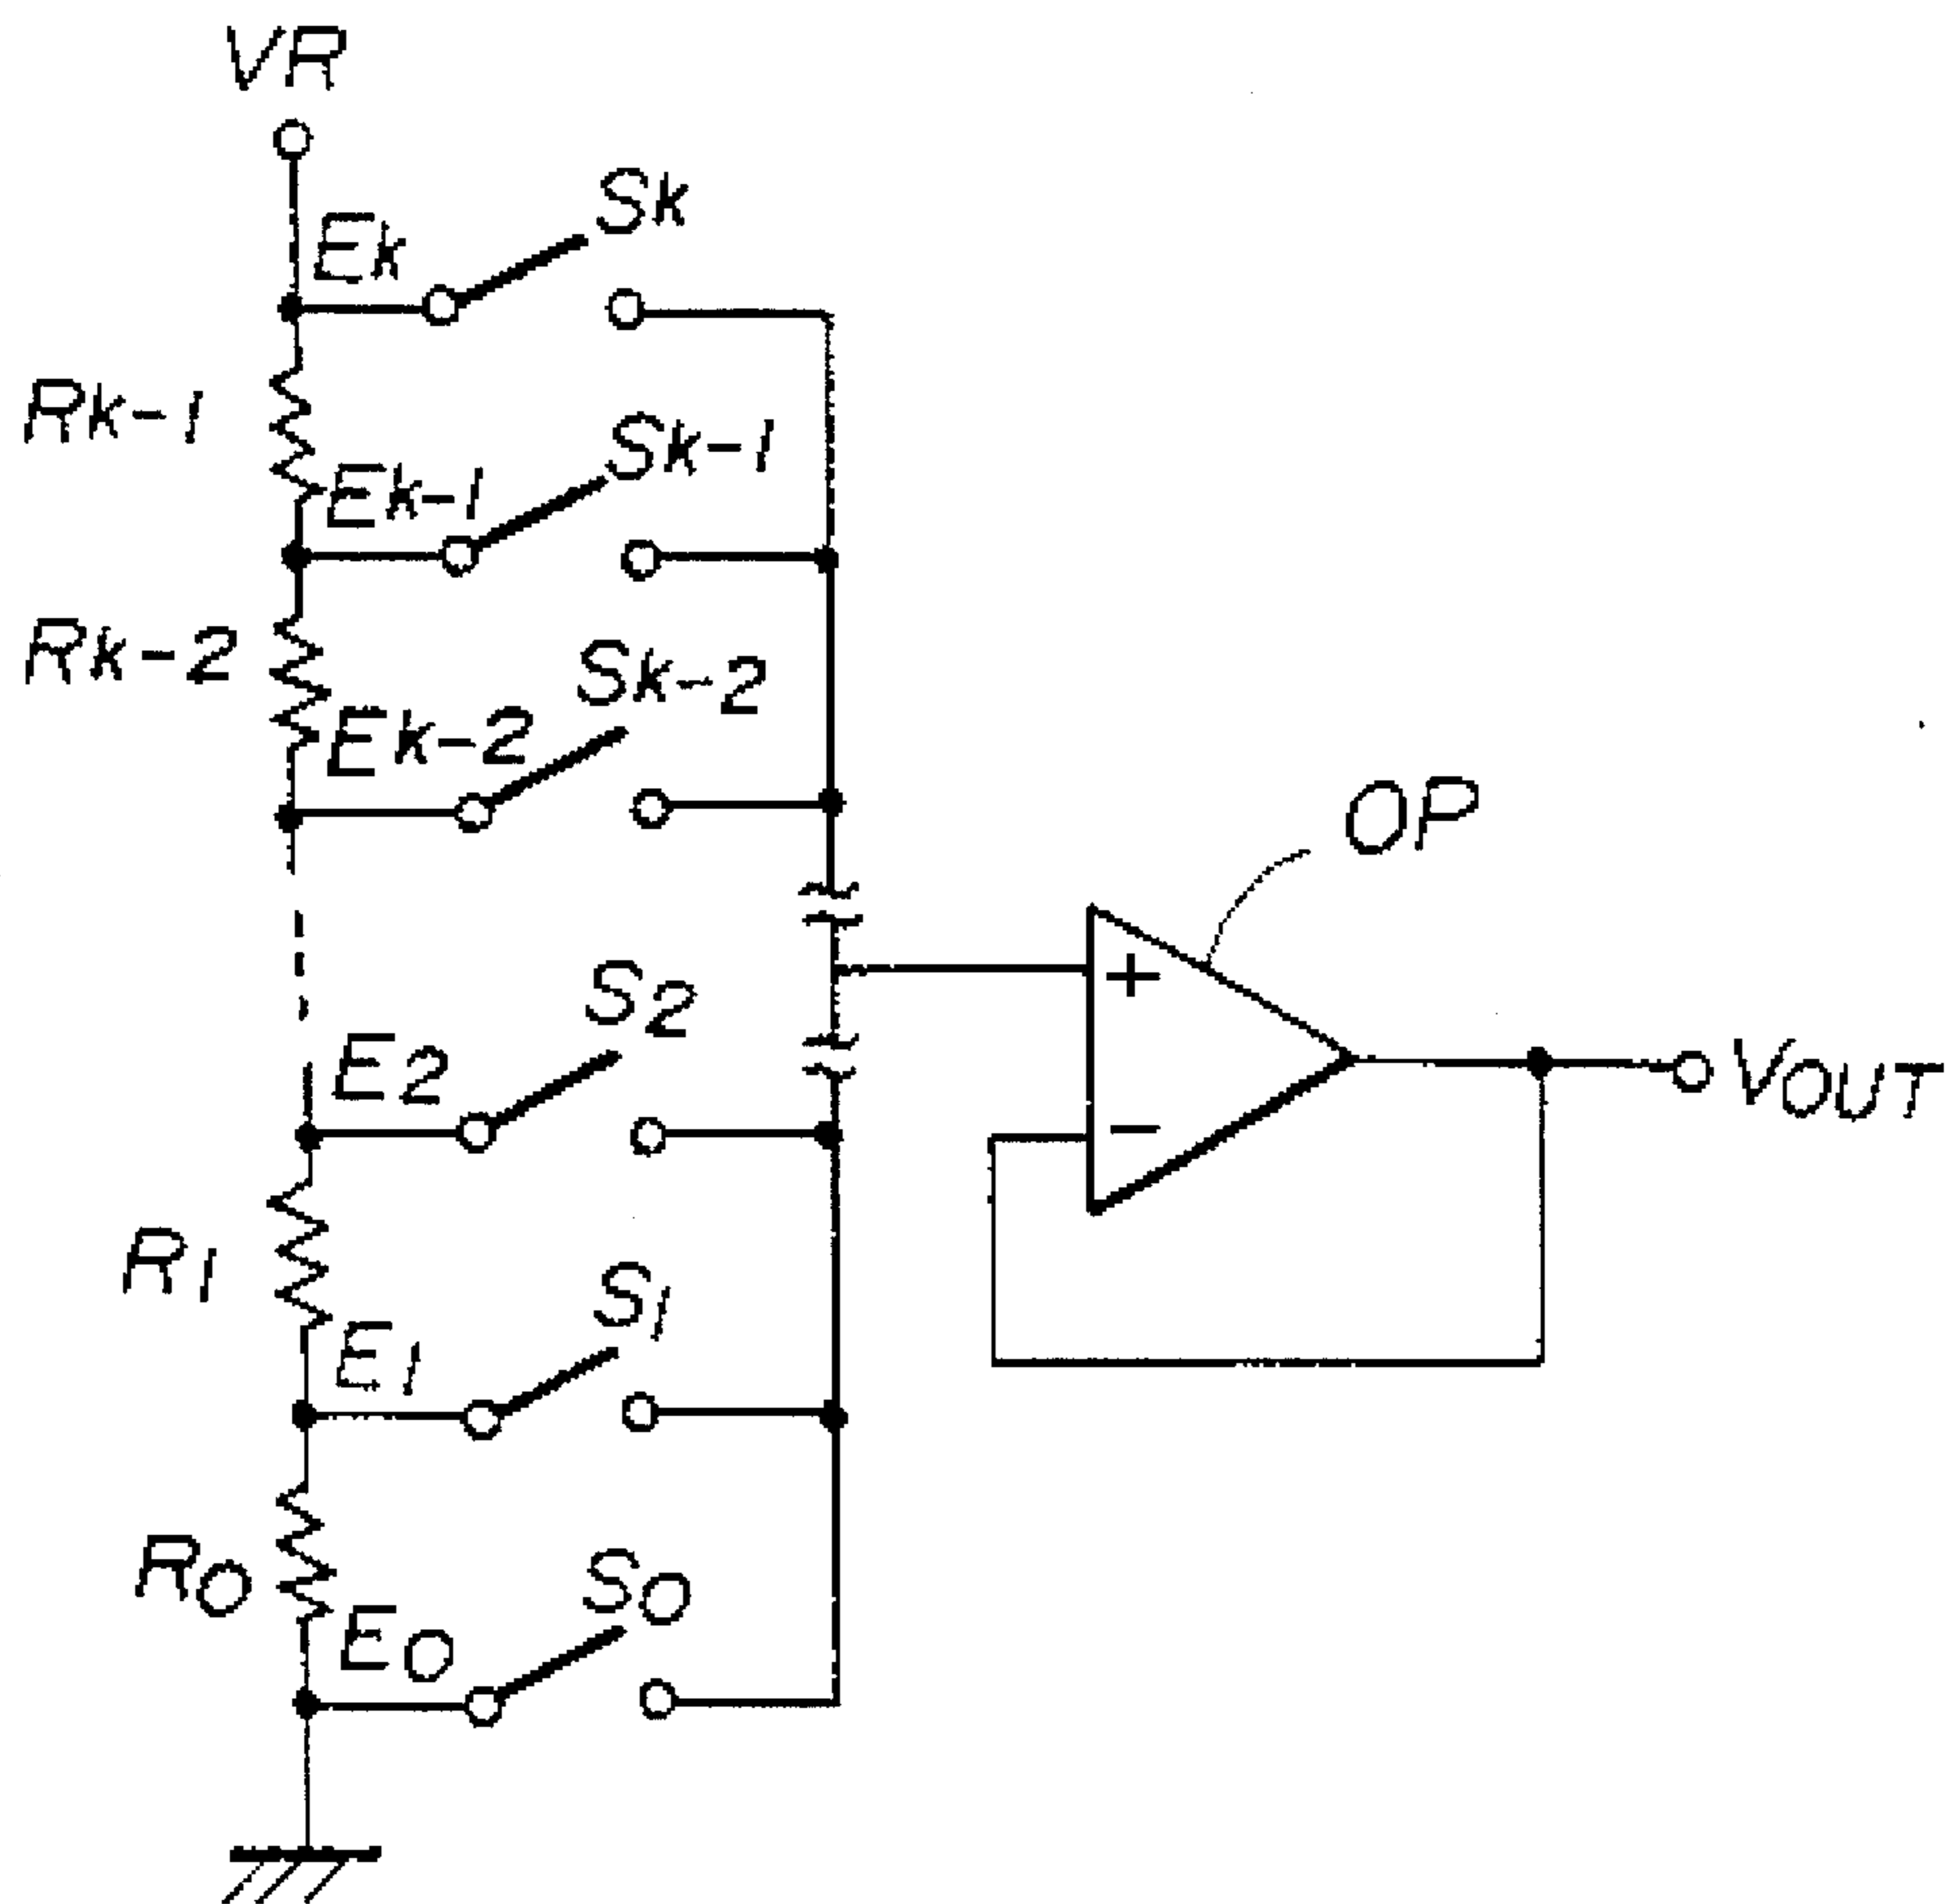 VR
Ek
Sk
Rk-1
Ek-1
Sk-1
Rk-2
Ek-2
Sk-2
OP
+
E2
S2
-
VOUT
R1
E1
S1
R0
E0
S0